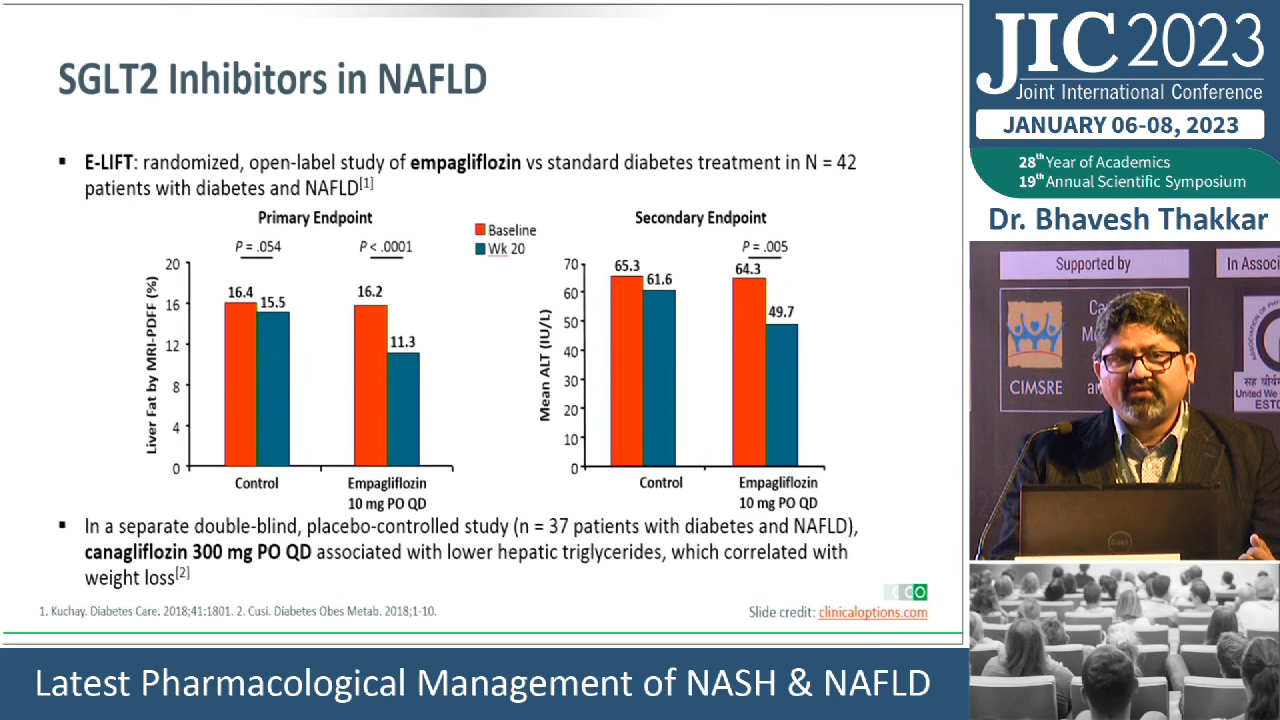 SGLT2 Inhibitors in NAFLD
▪ E-LIFT: randomized, open-label study of empagliflozin vs standard diabetes treatment in N = 42
patients with diabetes and NAFLD[1]
Primary Endpoint
P = .054
P < .0001
Liver Fat by MRI-PDFF (%)
20
16
12
8
4
0
16.4
15.5
16.2
11.3
Control
Empagliflozin
10 mg PO QD
Baseline
Wk 20
Secondary Endpoint
P = .005
Mean ALT (IU/L)
70
60
50
40
30
20
10
0
65.3
61.6
64.3
49.7
Control
Empagliflozin
10 mg PO QD
▪ In a separate double-blind, placebo-controlled study (n = 37 patients with diabetes and NAFLD),
canagliflozin 300 mg PO QD associated with lower hepatic triglycerides, which correlated with
weight loss[2]
CCO
1. Kuchay. Diabetes Care. 2018;41:1801. 2. Cusi. Diabetes Obes Metab. 2018;1-10.
Slide credit: clinicaloptions.com
JIC 2023
Joint International Conference
JANUARY 06-08, 2023
28th Year of Academics
19th Annual Scientific Symposium
Dr. Bhavesh Thakkar
Supported by
In Associ
CIMSRE
Ca
an
सह वीर्य
United We
ESTD
Latest Pharmacological Management of NASH & NAFLD